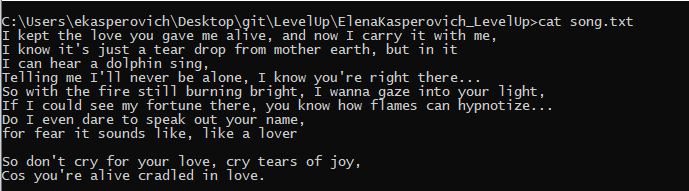 C:\Users\ekasperovich\Desktop\git\LevelUp\ElenaKasperovich_LevelUp>cat song.txt
I kept the love you gave me alive, and now I carry it with me,
I know it's just a tear drop from mother earth, but in it
I can hear a dolphin sing,
Telling me I'll never be alone, I know you're right there...
So with the fire still burning bright, I wanna gaze into your light,
If I could see my fortune there, you know how flames can hypnotize...
Do I even dare to speak out your name,
for fear it sounds like, like a lover

So don't cry for your love, cry tears of joy,
Cos you're alive cradled in love.